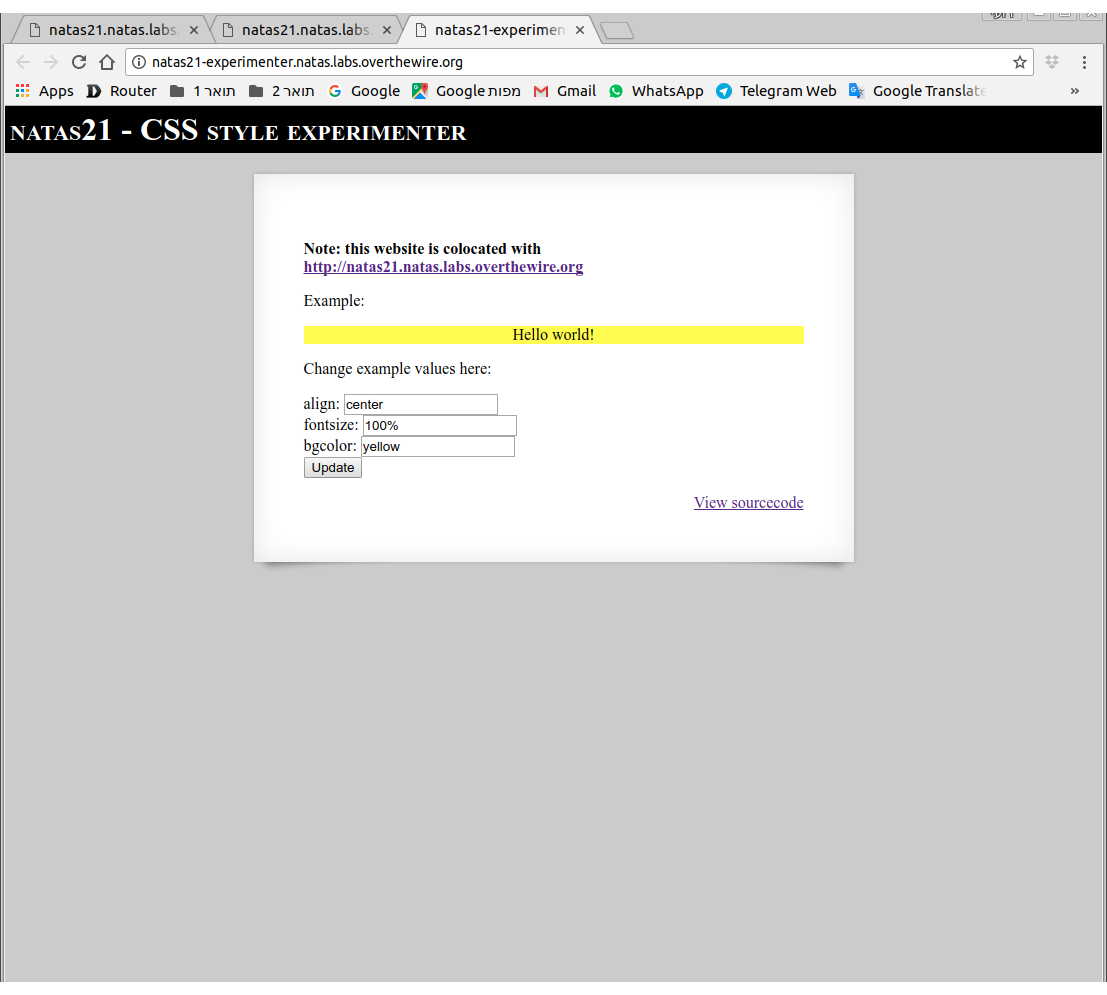 natas21.natas.labs.
natas21.natas.labs.
natas21-experimen
natas21-experimenter.natas.labs.overthewire.org
Apps Router תואר 1 תואר 2 Google Google מפות Gmail WhatsApp Telegram Web Google Translate »
natas21 - CSS style experimenter
Note: this website is colocated with
http://natas21.natas.labs.overthewire.org
Example:
Hello world!
Change example values here:
align: center
fontsize: 100%
bgcolor: yellow
Update
View sourcecode